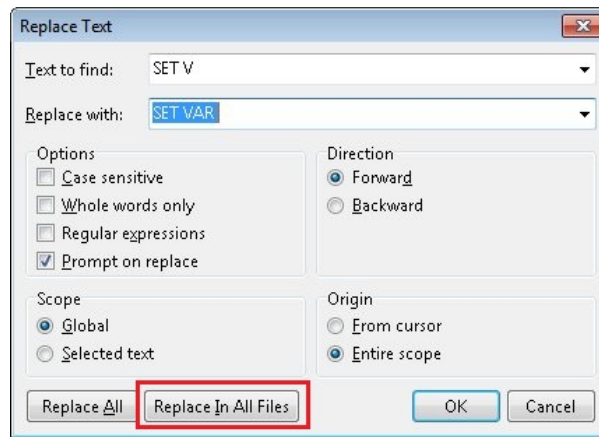 Replace Text
Text to find: SET V
Replace with: SET VAR
Options
Case sensitive
Whole words only
Regular expressions
Prompt on replace
Direction
Forward
Backward
Scope
Global
Selected text
Origin
From cursor
Entire scope
Replace All Replace In All Files OK Cancel